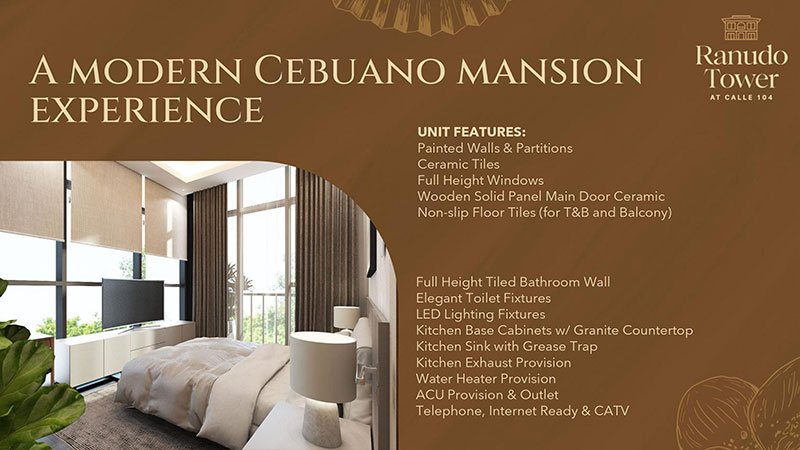 A MODERN CEBUANO MANSION
EXPERIENCE
Ranudo
Tower
AT CALLE 104
UNIT FEATURES:
Painted Walls & Partitions
Ceramic Tiles
Full Height Windows
Wooden Solid Panel Main Door Ceramic
Non-slip Floor Tiles (for T&B and Balcony)
Full Height Tiled Bathroom Wall
Elegant Toilet Fixtures
LED Lighting Fixtures
Kitchen Base Cabinets w/ Granite Countertop
Kitchen Sink with Grease Trap
Kitchen Exhaust Provision
Water Heater Provision
ACU Provision & Outlet
Telephone, Internet Ready & CATV